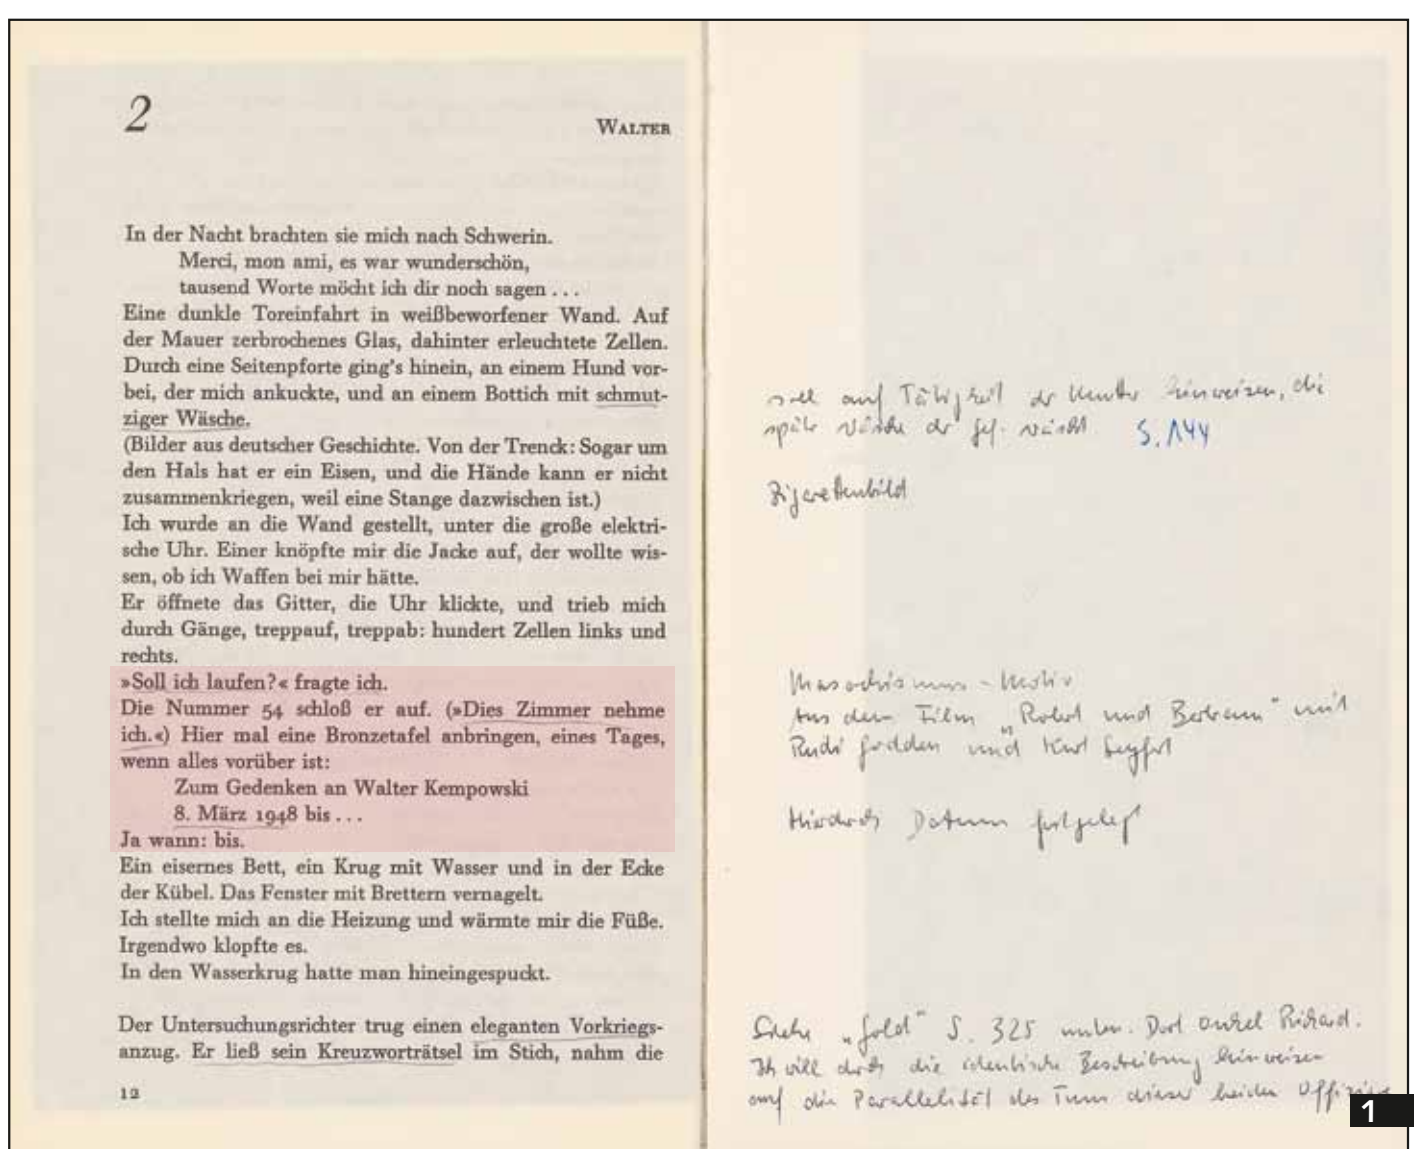 2
WALTER
In der Nacht brachten sie mich nach Schwerin.
Merci, mon ami, es war wunderschön,
tausend Worte möcht ich dir noch sagen . . .
Eine dunkle Toreinfahrt in weißbeworfener Wand. Auf
der Mauer zerbrochenes Glas, dahinter erleuchtete Zellen.
Durch eine Seitenpforte ging's hinein, an einem Hund vor-
bei, der mich ankuckte, und an einem Bottich mit schmut-
ziger Wäsche.
(Bilder aus deutscher Geschichte. Von der Trenck: Sogar um
den Hals hat er ein Eisen, und die Hände kann er nicht
zusammenkriegen, weil eine Stange dazwischen ist.)
Ich wurde an die Wand gestellt, unter die große elektri-
sche Uhr. Einer knöpfte mir die Jacke auf, der wollte wis-
sen, ob ich Waffen bei mir hätte.
Er öffnete das Gitter, die Uhr klickte, und trieb mich
durch Gänge, treppauf, treppab: hundert Zellen links und
rechts.
»Soll ich laufen?« fragte ich.
Die Nummer 54 schloß er auf. (»Dies Zimmer nehme
ich.«) Hier mal eine Bronzetafel anbringen, eines Tages,
wenn alles vorüber ist:
Zum Gedenken an Walter Kempowski
8. März 1948 bis . . .
Ja wann: bis.
Ein eisernes Bett, ein Krug mit Wasser und in der Ecke
der Kübel. Das Fenster mit Brettern vernagelt.
Ich stellte mich an die Heizung und wärmte mir die Füße.
Irgendwo klopfte es.
In den Wasserkrug hatte man hineingespuckt.
Der Untersuchungsrichter trug einen eleganten Vorkriegs-
anzug. Er ließ sein Kreuzworträtsel im Stich, nahm die
12
soll auf Tätigkeit der Mutter hinweisen, die
später Wäsche der Gef. wäscht S. 144
Zigarettenbild
Masochismus-Motiv
Aus dem Film „Robert und Bertram" mit
Rudi Godden und Kurt Seyfert
Hierdurch Datum festgelegt
Siehe „Gold" S. 325 unten. Dort Onkel Richard.
Ich will durch die identische Beschreibung hinweisen
auf die Parallelität des Tuns dieser beiden
1